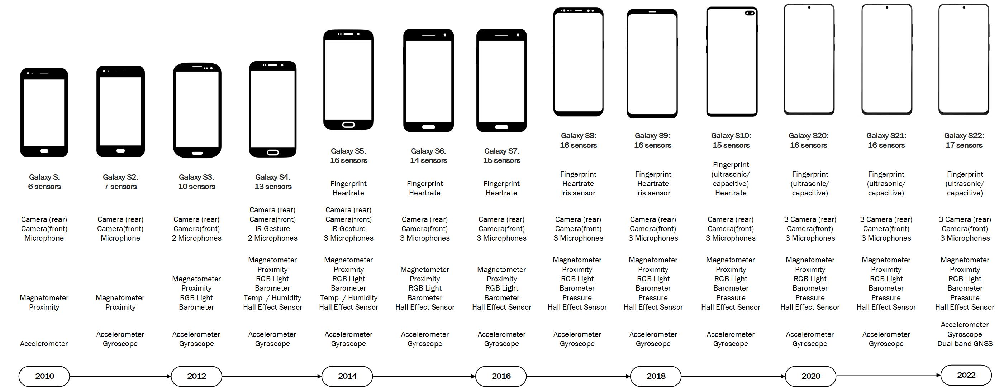 Galaxy S:
6 sensors
Camera (rear)
Camera(front)
Microphone
Magnetometer
Proximity
Accelerometer
Galaxy S2:
7 sensors
Camera (rear)
Camera(front)
Microphone
Magnetometer
Proximity
Accelerometer
Gyroscope
Galaxy S3:
10 sensors
Camera (rear)
Camera(front)
2 Microphones
Magnetometer
Proximity
RGB Light
Barometer
Accelerometer
Gyroscope
Galaxy S4:
13 sensors
Camera (rear)
Camera(front)
IR Gesture
2 Microphones
Magnetometer
Proximity
RGB Light
Barometer
Temp. / Humidity
Hall Effect Sensor
Accelerometer
Gyroscope
Galaxy S5:
16 sensors
Fingerprint
Heartrate
Camera (rear)
Camera(front)
IR Gesture
3 Microphones
Magnetometer
Proximity
RGB Light
Barometer
Temp. / Humidity
Hall Effect Sensor
Accelerometer
Gyroscope
Galaxy S6:
14 sensors
Fingerprint
Heartrate
Camera (rear)
Camera(front)
3 Microphones
Magnetometer
Proximity
RGB Light
Barometer
Hall Effect Sensor
Accelerometer
Gyroscope
Galaxy S7:
15 sensors
Fingerprint
Heartrate
Camera (rear)
Camera(front)
3 Microphones
Magnetometer
Proximity
RGB Light
Barometer
Hall Effect Sensor
Accelerometer
Gyroscope
Galaxy S8:
16 sensors
Fingerprint
Heartrate
Iris sensor
Camera (rear)
Camera(front)
3 Microphones
Magnetometer
Proximity
RGB Light
Barometer
Pressure
Hall Effect Sensor
Accelerometer
Gyroscope
Galaxy S9:
16 sensors
Fingerprint
Heartrate
Iris sensor
Camera (rear)
Camera(front)
3 Microphones
Magnetometer
Proximity
RGB Light
Barometer
Pressure
Hall Effect Sensor
Accelerometer
Gyroscope
Galaxy S10:
15 sensors
Fingerprint
(ultrasonic/
capacitive)
Heartrate
Camera (rear)
Camera(front)
3 Microphones
Magnetometer
Proximity
RGB Light
Barometer
Pressure
Hall Effect Sensor
Accelerometer
Gyroscope
Galaxy S20:
16 sensors
Fingerprint
(ultrasonic/
capacitive)
3 Camera (rear)
Camera(front)
3 Microphones
Magnetometer
Proximity
RGB Light
Barometer
Pressure
Hall Effect Sensor
Accelerometer
Gyroscope
Galaxy S21:
16 sensors
Fingerprint
(ultrasonic/
capacitive)
3 Camera (rear)
Camera(front)
3 Microphones
Magnetometer
Proximity
RGB Light
Barometer
Pressure
Hall Effect Sensor
Accelerometer
Gyroscope
Galaxy S22:
17 sensors
Fingerprint
(ultrasonic/
capacitive)
3 Camera (rear)
Camera(front)
3 Microphones
Magnetometer
Proximity
RGB Light
Barometer
Pressure
Hall Effect Sensor
Accelerometer
Gyroscope
Dual band GNSS
2010
2012
2014
2016
2018
2020
2022